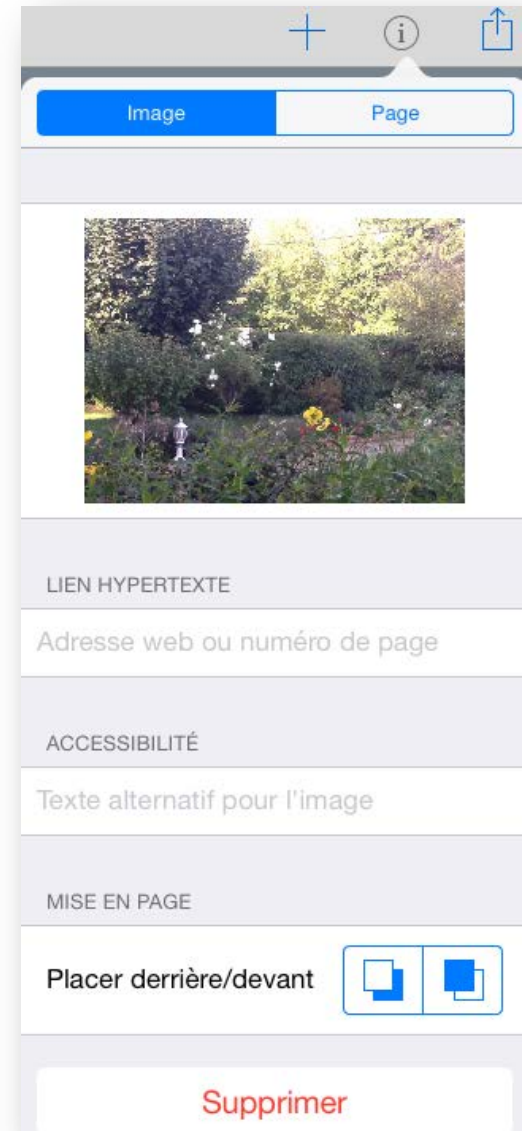 Image
Page
LIEN HYPERTEXTE
Adresse web ou numéro de page
ACCESSIBILITÉ
Texte alternatif pour l'image
MISE EN PAGE
Placer derrière/devant
Supprimer